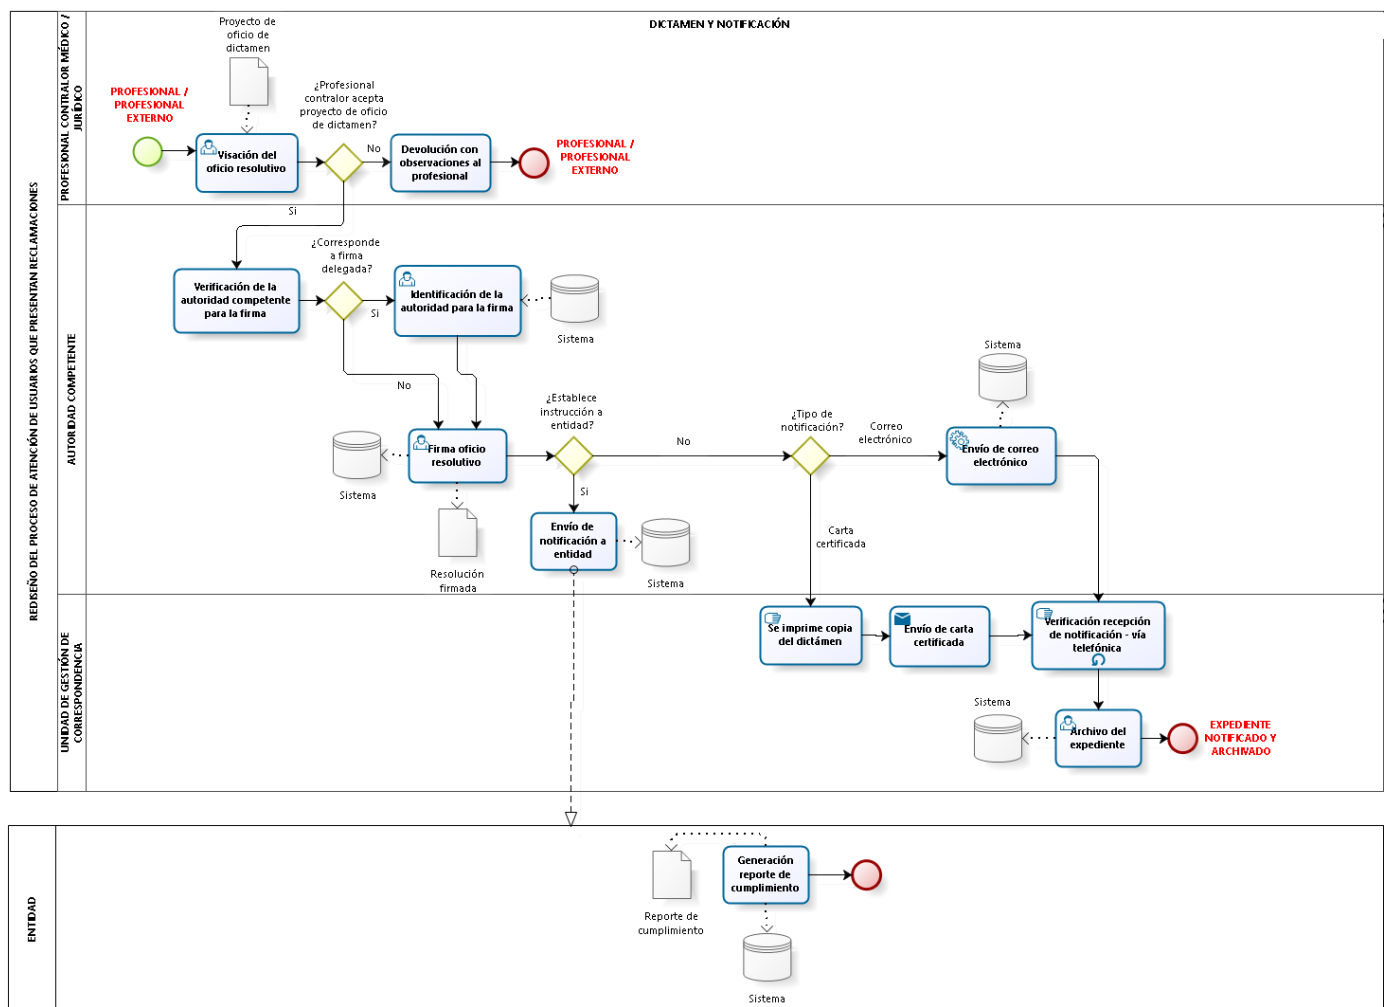 DICTAMEN Y NOTIFICACIÓN
REDISEÑO DEL PROCESO DE ATENCIÓN DE USUARIOS QUE PRESENTAN RECLAMACIONES
PROFESIONAL CONTRALOR MÉDICO /
JURÍDICO
Proyecto de
oficio de
dictamen
PROFESIONAL /
PROFESIONAL
EXTERNO
Visación del
oficio resolutivo
¿Profesional
contralor acepta
proyecto de oficio
de dictamen?
No
Devolución con
observaciones al
profesional
PROFESIONAL /
PROFESIONAL
EXTERNO
Si
AUTORIDAD COMPETENTE
Verificación de la
autoridad competente
para la firma
¿Corresponde
a firma
delegada?
Si
Identificación de la
autoridad para la firma
Sistema
No
Firma oficio
resolutivo
Sistema
Resolución
firmada
¿Establece
instrucción a
entidad?
No
Si
Envío de
notificación a
entidad
Sistema
¿Tipo de
notificación?
Correo
electrónico
Sistema
Envío de correo
electrónico
Carta
certificada
UNIDAD DE GESTIÓN DE
CORRESPONDENCIA
Se imprime copia
del dictámen
Envío de carta
certificada
Verificación recepción
de notificación - vía
telefónica
Sistema
Archivo del
expediente
EXPEDIENTE
NOTIFICADO Y
ARCHIVADO
ENTIDAD
Generación
reporte de
cumplimiento
Reporte de
cumplimiento
Sistema